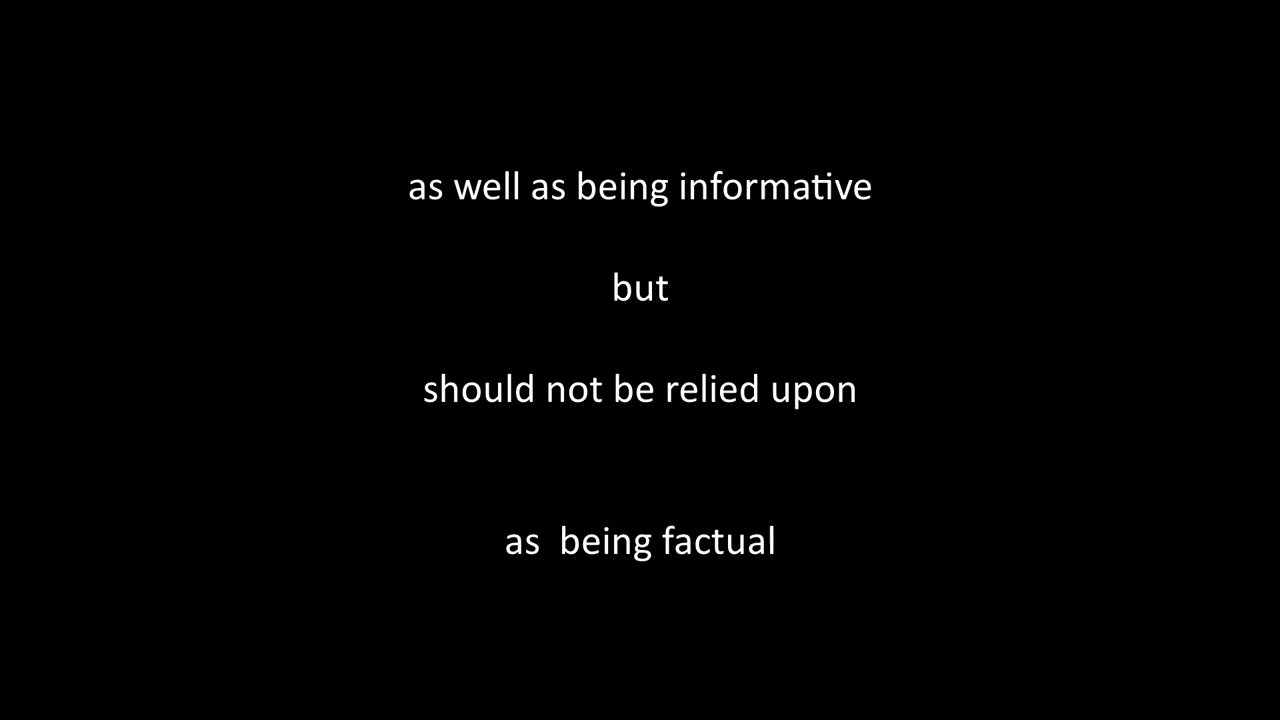 as well as being informative
but
should not be relied upon
as  being factual